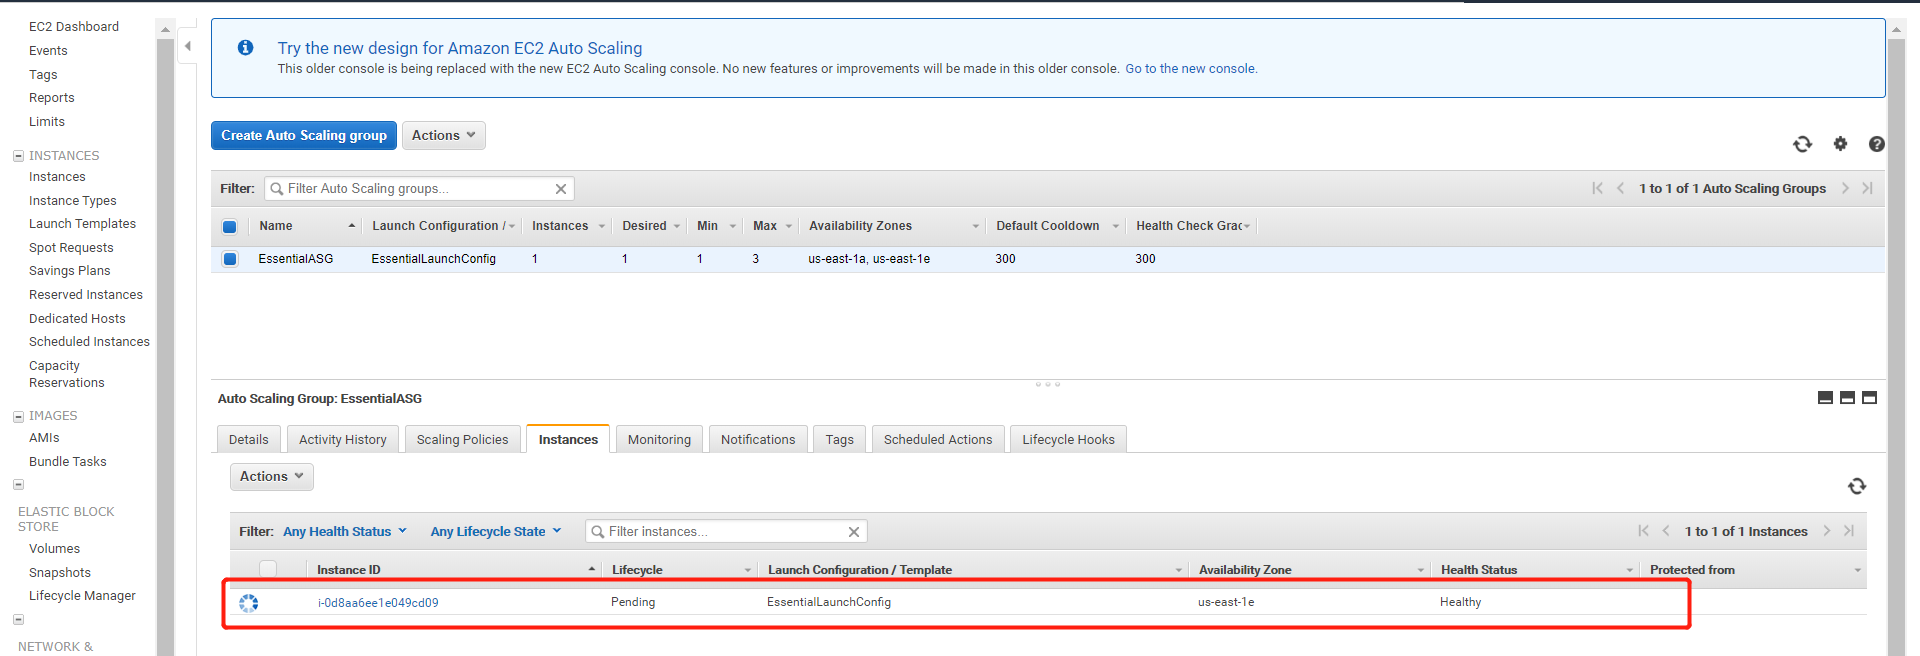 EC2 Dashboard
Events
Tags
Reports
Limits
INSTANCES
Instances
Instance Types
Launch Templates
Spot Requests
Savings Plans
Reserved Instances
Dedicated Hosts
Scheduled Instances
Capacity
Reservations
IMAGES
AMIs
Bundle Tasks
ELASTIC BLOCK
STORE
Volumes
Snapshots
Lifecycle Manager
NETWORK &
Try the new design for Amazon EC2 Auto Scaling
This older console is being replaced with the new EC2 Auto Scaling console. No new features or improvements will be made in this older console. Go to the new console.
Create Auto Scaling group Actions
Filter: Filter Auto Scaling groups... 1 to 1 of 1 Auto Scaling Groups
Name Launch Configuration / Instances Desired Min Max Availability Zones Default Cooldown Health Check Grac
EssentialASG EssentialLaunchConfig 1 1 1 3 us-east-1a, us-east-1e 300 300
Auto Scaling Group: EssentialASG
Details Activity History Scaling Policies Instances Monitoring Notifications Tags Scheduled Actions Lifecycle Hooks
Actions
Filter: Any Health Status Any Lifecycle State Filter instances... 1 to 1 of 1 Instances
Instance ID Lifecycle Launch Configuration / Template Availability Zone Health Status Protected from
i-0d8aa6ee1e049cd09 Pending EssentialLaunchConfig us-east-1e Healthy